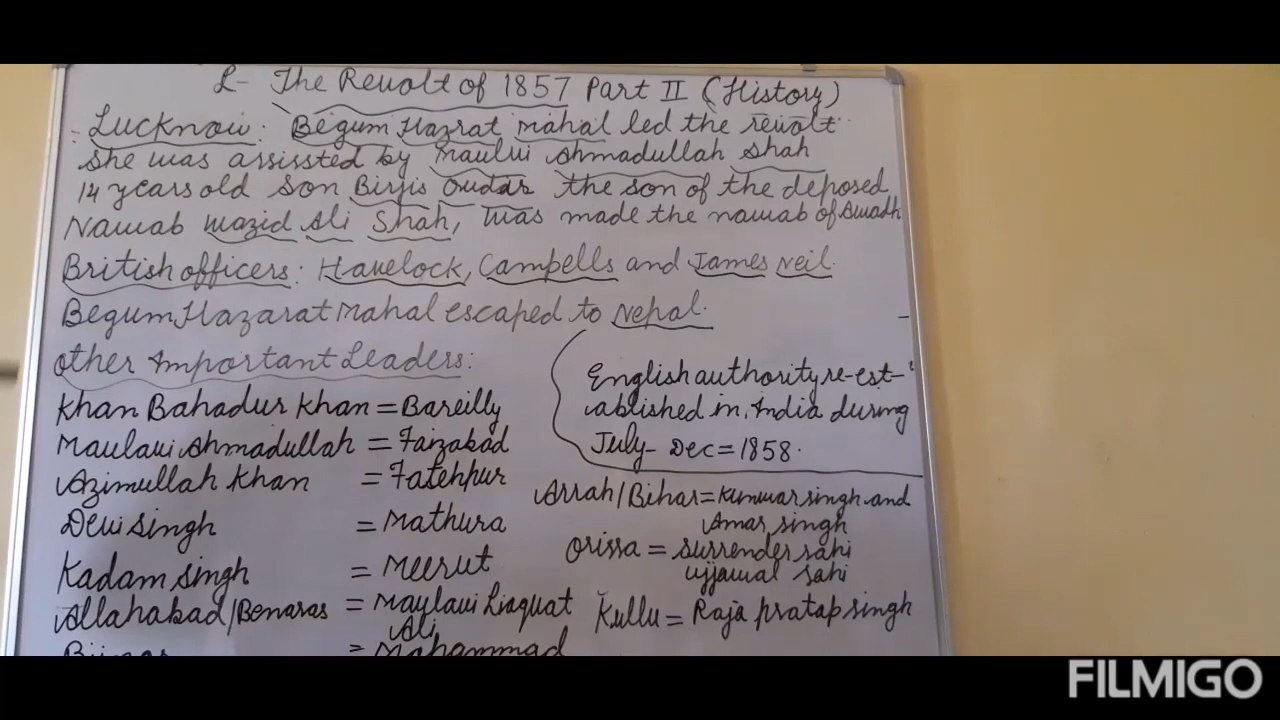 L- The Revolt of 1857 Part II (History)
Lucknow: Begum Hazrat Mahal led the revolt
She was assissted by Maulvi Ahmadullah Shah
14 years old Son Birjis Qudar the son of the deposed
Nawab Wazid Ali Shah, was made the nawab of Awadh
British officers: Havelock, Campells and James Neil.
Begum Hazarat Mahal escaped to Nepal.
Other Important Leaders:
English authority re-est-
ablished in India during
July- Dec = 1858.
Khan Bahadur Khan = Bareilly
Maulavi Ahmadullah = Faizabad
Azimullah Khan = Fatehpur
Devi Singh = Mathura
Kadam Singh = Meerut
Allahabad/Benaras = Maylavi Liaquat
Ali
= Mohammad
Arrah/Bihar = Kunwar singh and
Amar singh
Orissa = Surrender sahi
ujjawal sahi
Kullu = Raja pratap singh
FILMIGO